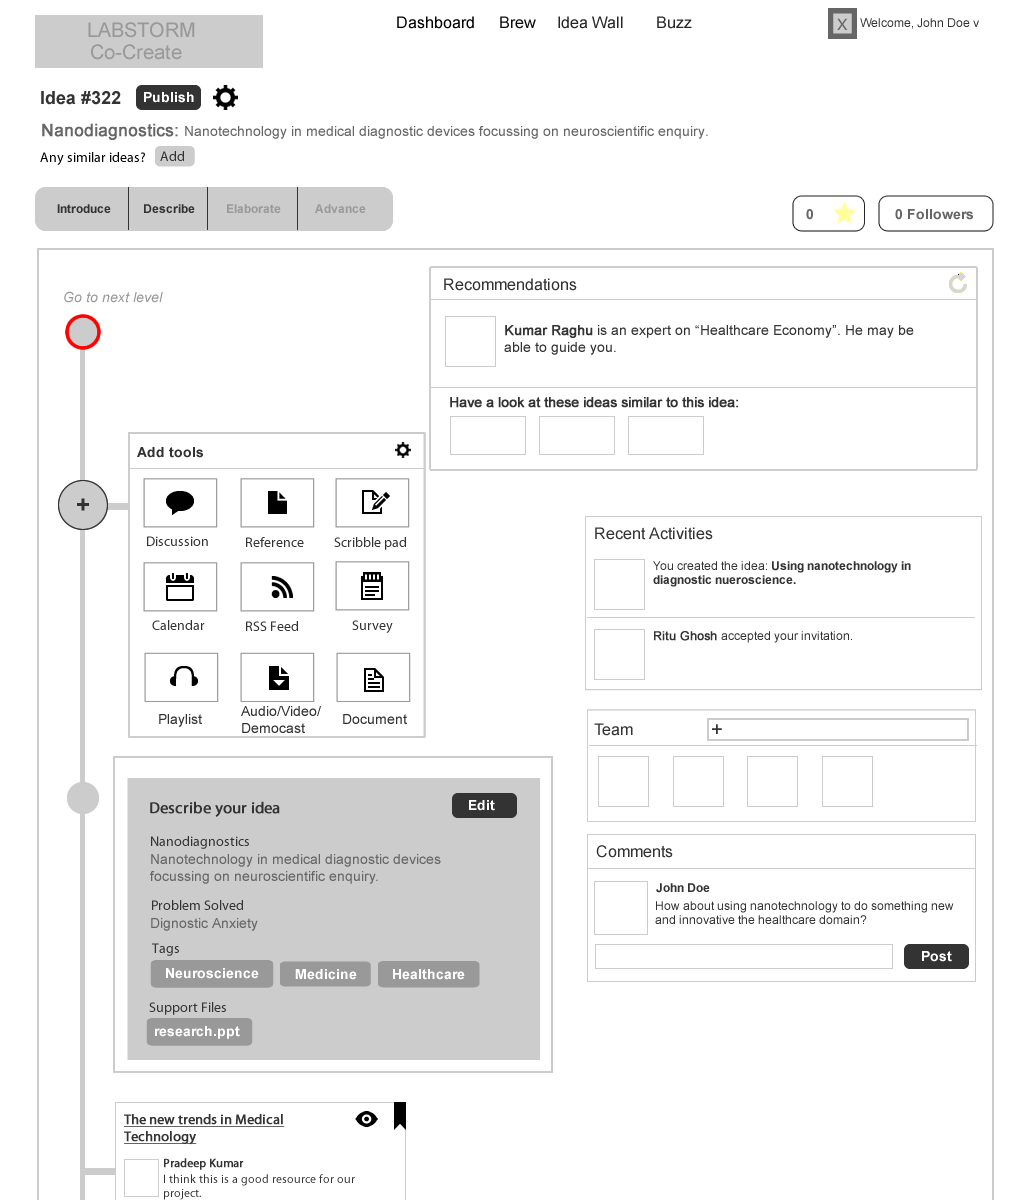 LABSTORM
Co-Create
Dashboard Brew Idea Wall Buzz
X Welcome, John Doe v
Idea #322 Publish
Nanodiagnostics: Nanotechnology in medical diagnostic devices focussing on neuroscientific enquiry.
Any similar ideas? Add
Introduce Describe Elaborate Advance
0 0 Followers
Go to next level
Recommendations
Kumar Raghu is an expert on “Healthcare Economy”. He may be
able to guide you.
Have a look at these ideas similar to this idea:
+
Add tools
Discussion Reference Scribble pad
Calendar RSS Feed Survey
Playlist Audio/Video/
Democast Document
Recent Activities
You created the idea: Using nanotechnology in
diagnostic nueroscience.
Ritu Ghosh accepted your invitation.
Team +
Describe your idea Edit
Nanodiagnostics
Nanotechnology in medical diagnostic devices
focussing on neuroscientific enquiry.
Problem Solved
Dignostic Anxiety
Tags
Neuroscience Medicine Healthcare
Support Files
research.ppt
Comments
John Doe
How about using nanotechnology to do something new
and innovative the healthcare domain?
Post
The new trends in Medical
Technology
Pradeep Kumar
I think this is a good resource for our
project.